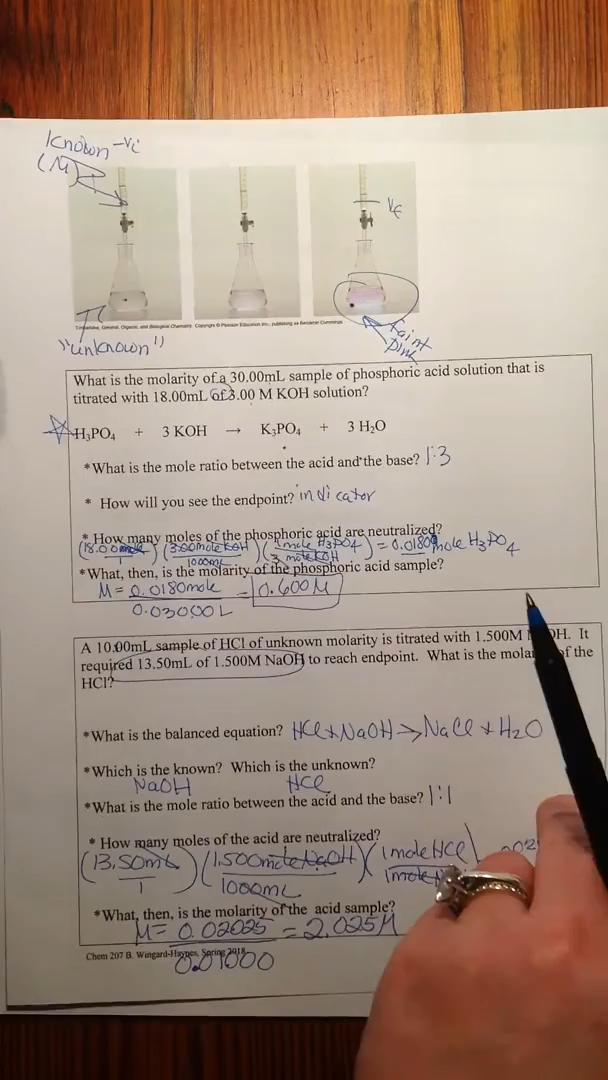 Known - Vi
(M)
Vf
Timberlake, General, Organic, and Biological Chemistry. Copyright © Pearson Education Inc., publishing as Benjamin Cummings
"unknown"
faint
pink
What is the molarity of a 30.00mL sample of phosphoric acid solution that is
titrated with 18.00mL of 3.00 M KOH solution?
H₃PO₄ + 3 KOH → K₃PO₄ + 3 H₂O
*What is the mole ratio between the acid and the base? 1:3
* How will you see the endpoint? indicator
* How many moles of the phosphoric acid are neutralized?
(18.00 /1) (3.00mole KOH/1000mL) (1mole H₃PO₄/3 mole KOH) = 0.0180 mole H₃PO₄
*What, then, is the molarity of the phosphoric acid sample?
M = 0.0180mole = 0.600M
0.03000L
A 10.00mL sample of HCl of unknown molarity is titrated with 1.500M It
required 13.50mL of 1.500M NaOH to reach endpoint. What is the of the
HCl?
*What is the balanced equation? HCl + NaOH → NaCl + H₂O
*Which is the known? Which is the unknown?
NaOH HCl
*What is the mole ratio between the acid and the base? 1:1
* How many moles of the acid are neutralized?
(13.50mL/1) (1.500mole NaOH/1000mL) (1mole HCl/1mole
*What, then, is the molarity of the acid sample?
M = 0.02025 = 2.025M
0.01000
Chem 207 B. Wingard-Haynes, Spring 2018